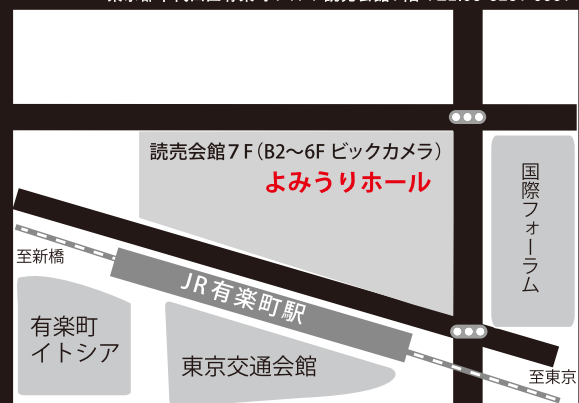 読売会館7F(B2〜6F ビックカメラ)
よみうりホール
国際フォーラム
至新橋
JR有楽町駅
有楽町
イトシア
東京交通会館
至東京